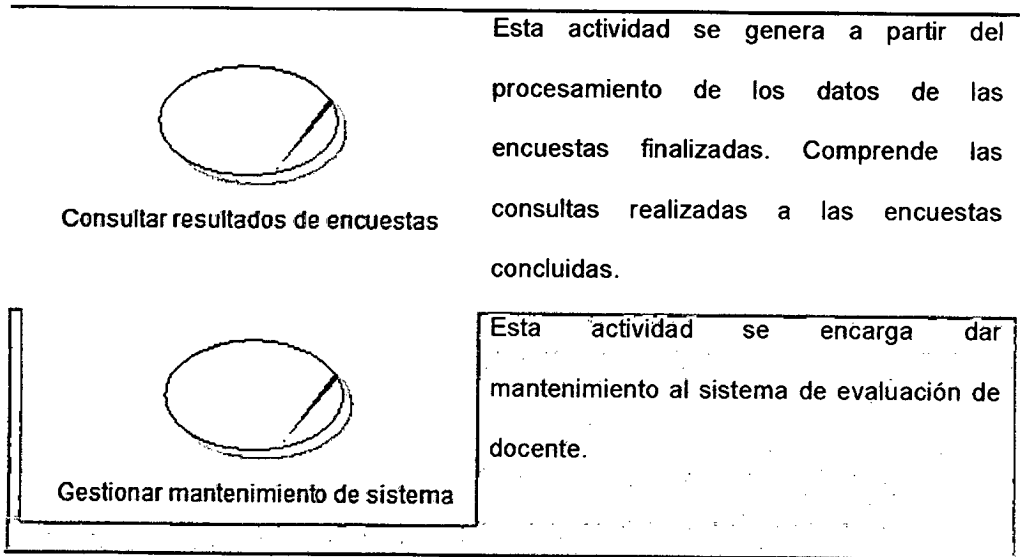 Esta actividad se genera a partir del
procesamiento de los datos de las
encuestas finalizadas. Comprende las
consultas realizadas a las encuestas
concluidas.
Consultar resultados de encuestas
Esta actividad se encarga dar
mantenimiento al sistema de evaluación de
docente.
Gestionar mantenimiento de sistema